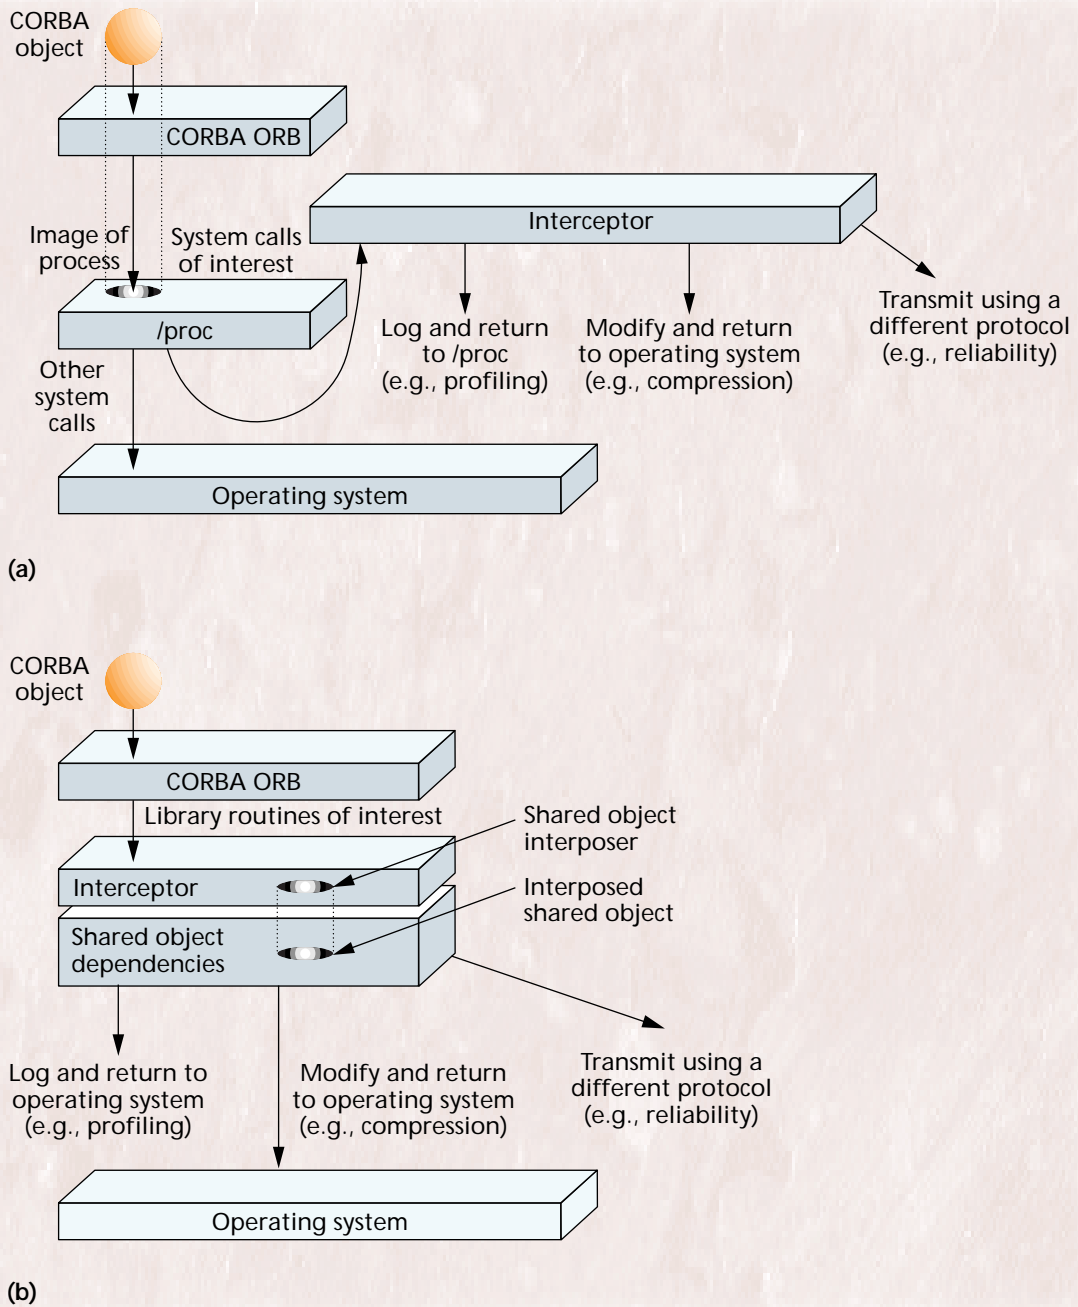 CORBA
object
CORBA ORB
Interceptor
Image of
process
System calls
of interest
/proc
Log and return
to /proc
(e.g., profiling)
Modify and return
to operating system
(e.g., compression)
Transmit using a
different protocol
(e.g., reliability)
Other
system
calls
Operating system
(a)
CORBA
object
CORBA ORB
Library routines of interest
Shared object
interposer
Interceptor
Interposed
shared object
Shared object
dependencies
Log and return to
operating system
(e.g., profiling)
Modify and return
to operating system
(e.g., compression)
Transmit using a
different protocol
(e.g., reliability)
Operating system
(b)